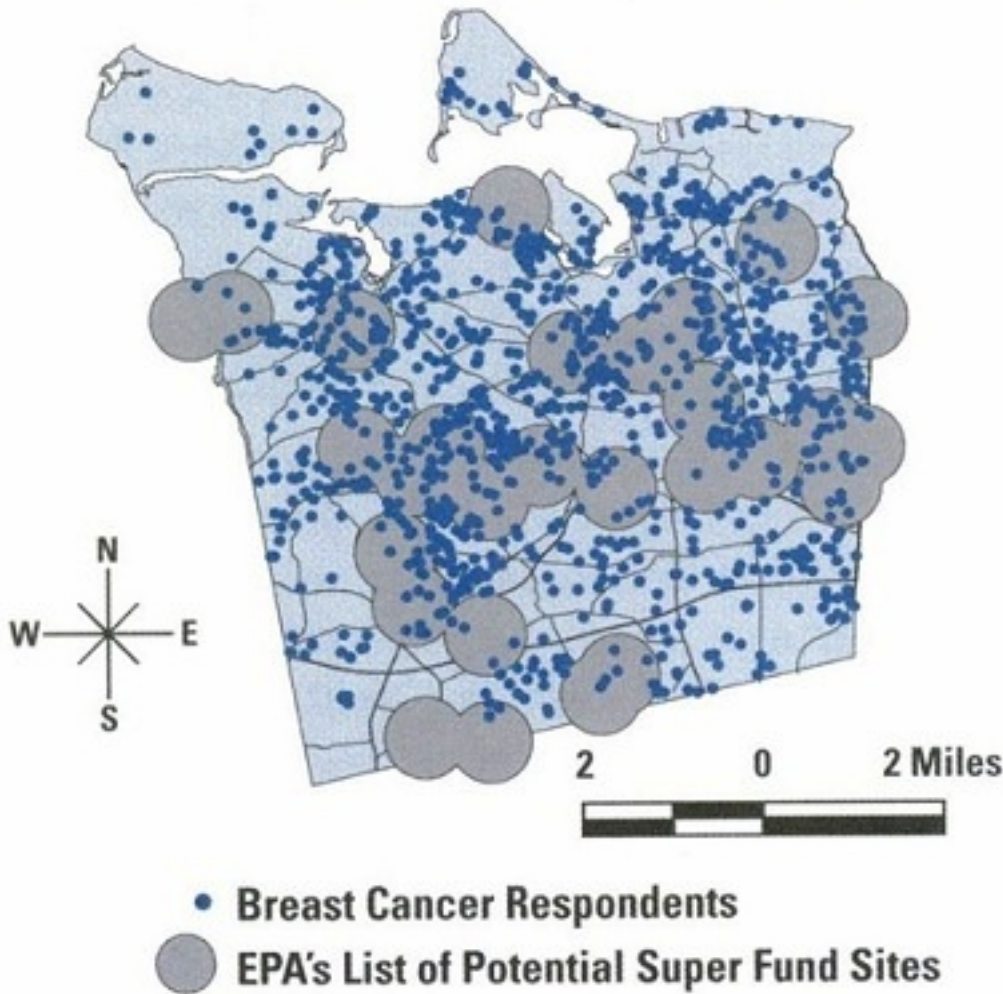 N
W E
S
2 0 2 Miles
Breast Cancer Respondents
EPA's List of Potential Super Fund Sites